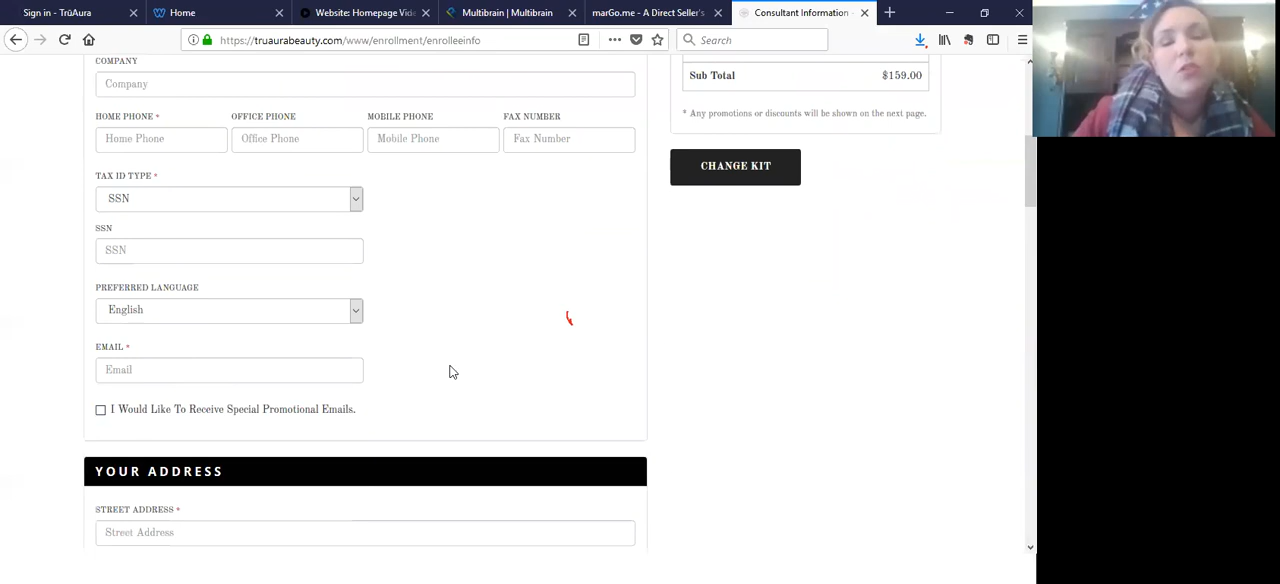 Sign in - TrūAura
Home
Website: Homepage Vide
Multibrain | Multibrain
marGo.me - A Direct Seller's
Consultant Information -
https://truaurabeauty.com/www/enrollment/enrolleeinfo
Search
COMPANY
Company
Sub Total $159.00
* Any promotions or discounts will be shown on the next page.
HOME PHONE * OFFICE PHONE MOBILE PHONE FAX NUMBER
Home Phone Office Phone Mobile Phone Fax Number
CHANGE KIT
TAX ID TYPE *
SSN
SSN
SSN
PREFERRED LANGUAGE
English
EMAIL *
Email
I Would Like To Receive Special Promotional Emails.
YOUR ADDRESS
STREET ADDRESS *
Street Address